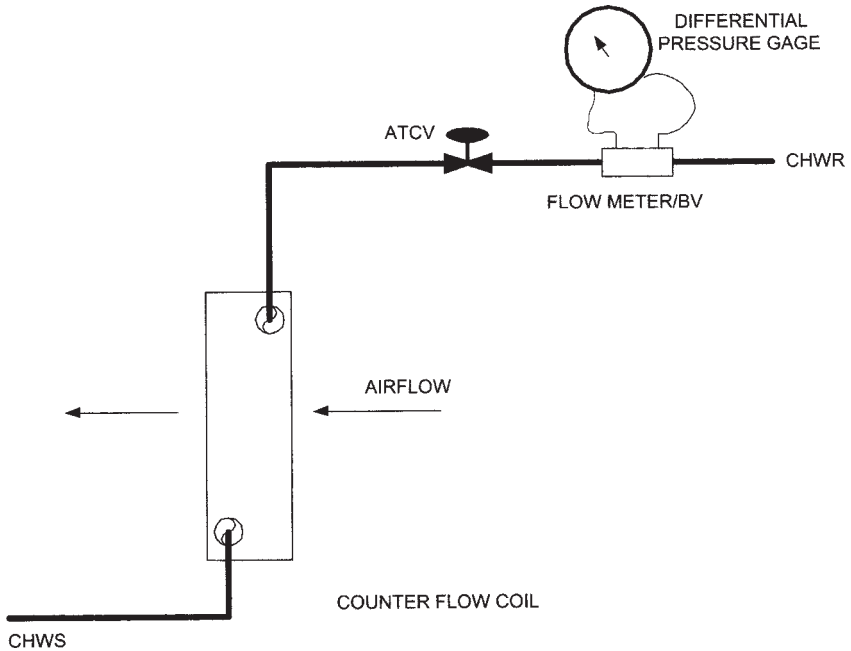 DIFFERENTIAL
PRESSURE GAGE
ATCV
CHWR
FLOW METER/BV
AIRFLOW
COUNTER FLOW COIL
CHWS